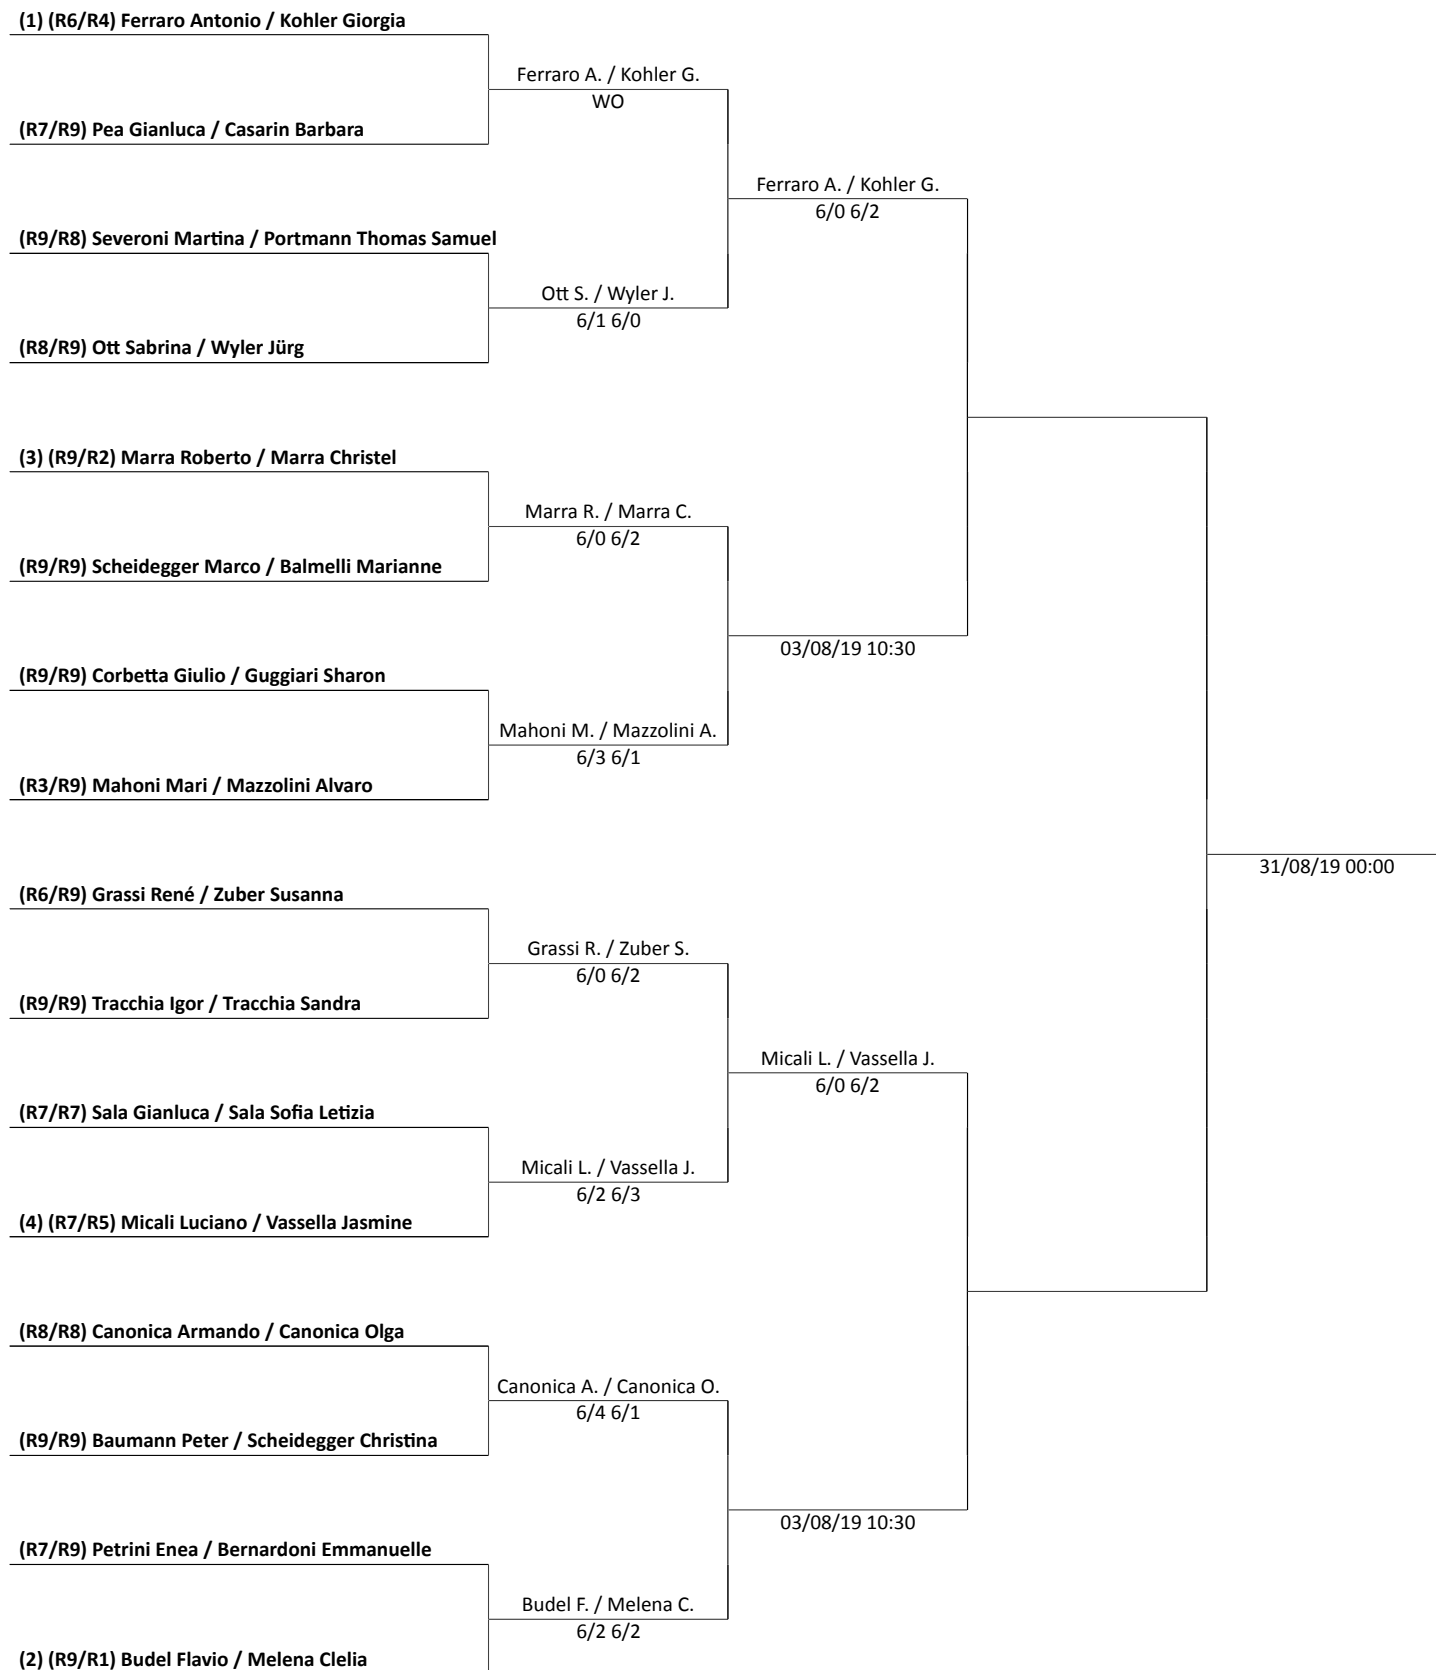 (1) (R6/R4) Ferraro Antonio / Kohler Giorgia
Ferraro A. / Kohler G.
WO
(R7/R9) Pea Gianluca / Casarin Barbara
Ferraro A. / Kohler G.
6/0 6/2
(R9/R8) Severoni Martina / Portmann Thomas Samuel
Ott S. / Wyler J.
6/1 6/0
(R8/R9) Ott Sabrina / Wyler Jürg
(3) (R9/R2) Marra Roberto / Marra Christel
Marra R. / Marra C.
6/0 6/2
(R9/R9) Scheidegger Marco / Balmelli Marianne
03/08/19 10:30
(R9/R9) Corbetta Giulio / Guggiari Sharon
Mahoni M. / Mazzolini A.
6/3 6/1
(R3/R9) Mahoni Mari / Mazzolini Alvaro
31/08/19 00:00
(R6/R9) Grassi René / Zuber Susanna
Grassi R. / Zuber S.
6/0 6/2
(R9/R9) Tracchia Igor / Tracchia Sandra
Micali L. / Vassella J.
6/0 6/2
(R7/R7) Sala Gianluca / Sala Sofia Letizia
Micali L. / Vassella J.
6/2 6/3
(4) (R7/R5) Micali Luciano / Vassella Jasmine
(R8/R8) Canonica Armando / Canonica Olga
Canonica A. / Canonica O.
6/4 6/1
(R9/R9) Baumann Peter / Scheidegger Christina
03/08/19 10:30
(R7/R9) Petrini Enea / Bernardoni Emmanuelle
Budel F. / Melena C.
6/2 6/2
(2) (R9/R1) Budel Flavio / Melena Clelia